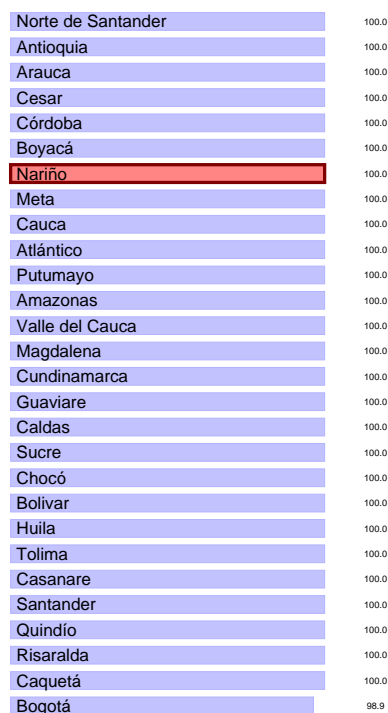 Norte de Santander 100.0
Antioquia 100.0
Arauca 100.0
Cesar 100.0
Córdoba 100.0
Boyacá 100.0
Nariño 100.0
Meta 100.0
Cauca 100.0
Atlántico 100.0
Putumayo 100.0
Amazonas 100.0
Valle del Cauca 100.0
Magdalena 100.0
Cundinamarca 100.0
Guaviare 100.0
Caldas 100.0
Sucre 100.0
Chocó 100.0
Bolivar 100.0
Huila 100.0
Tolima 100.0
Casanare 100.0
Santander 100.0
Quindío 100.0
Risaralda 100.0
Caquetá 100.0
Bogotá 98.9